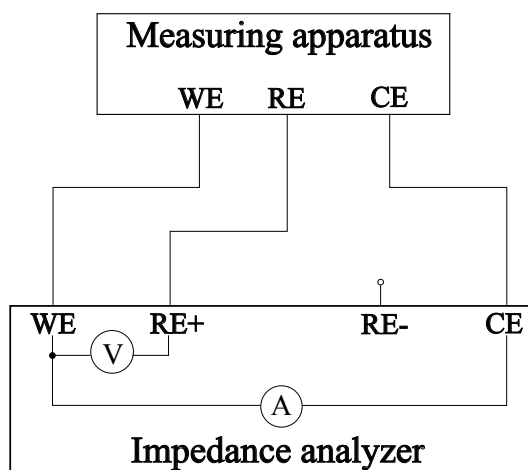 Measuring apparatus
WE RE CE
WE RE+ RE- CE
V
A
Impedance analyzer